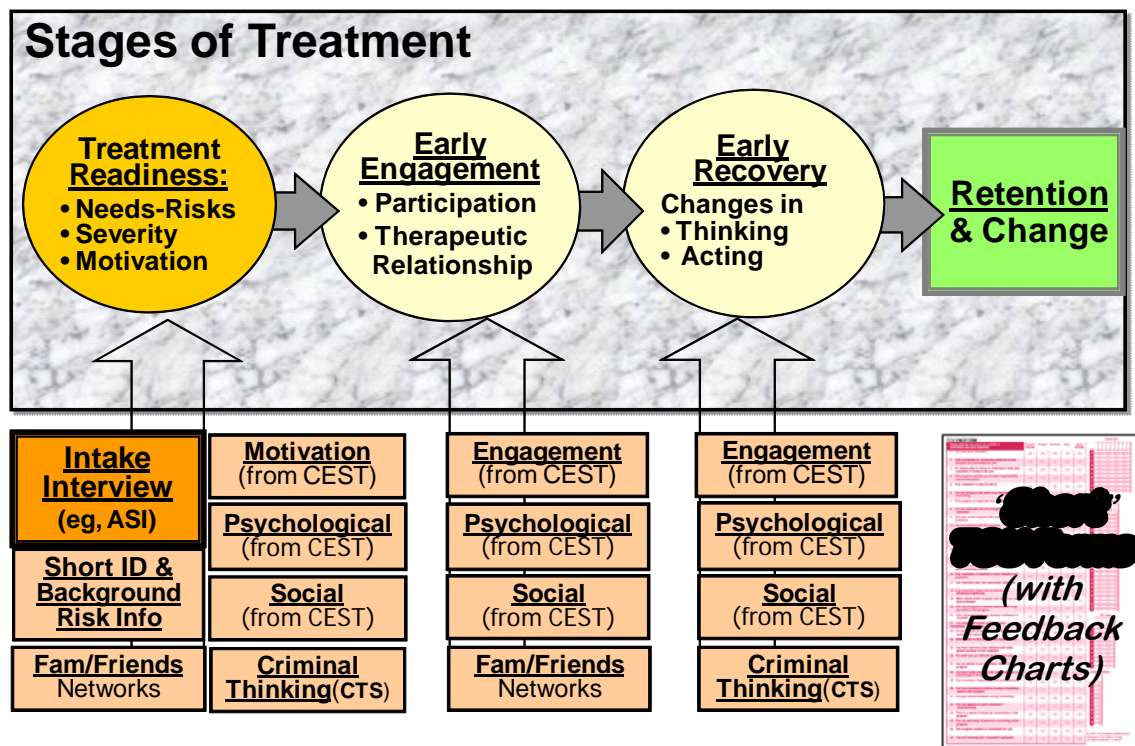 Stages of Treatment
Treatment
Readiness:
• Needs-Risks
• Severity
• Motivation
Early
Engagement
• Participation
• Therapeutic
Relationship
Early
Recovery
Changes in
• Thinking
• Acting
Retention
& Change
Intake
Interview
(eg, ASI)
Short ID &
Background
Risk Info
Fam/Friends
Networks
Motivation
(from CEST)
Psychological
(from CEST)
Social
(from CEST)
Criminal
Thinking(CTS)
Engagement
(from CEST)
Psychological
(from CEST)
Social
(from CEST)
Fam/Friends
Networks
Engagement
(from CEST)
Psychological
(from CEST)
Social
(from CEST)
Criminal
Thinking(CTS)
(with
Feedback
Charts)